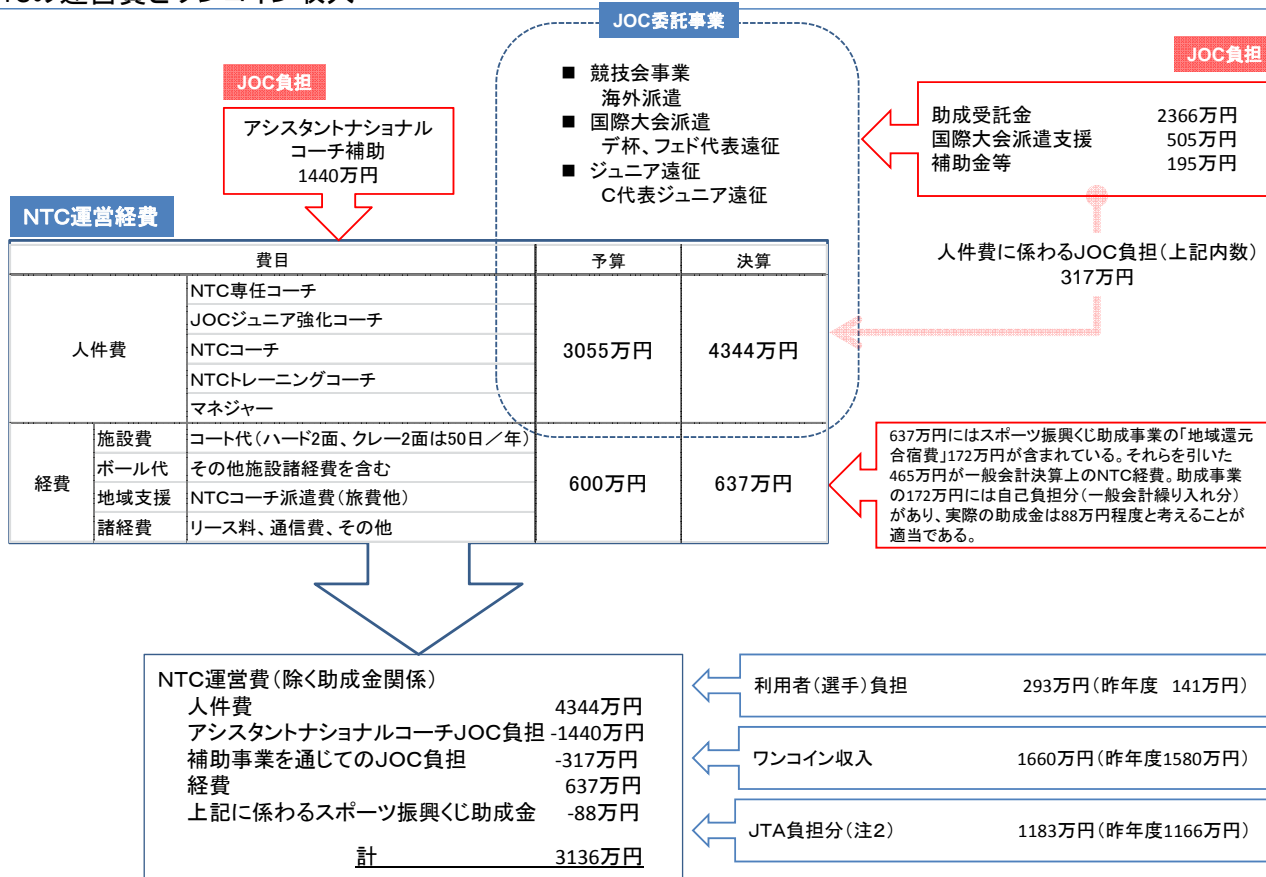 の運営費とワンコイン収入
JOC委託事業
■ 競技会事業
海外派遣
■ 国際大会派遣
デ杯、フェド代表遠征
■ ジュニア遠征
C代表ジュニア遠征
JOC負担
アシスタントナショナル
コーチ補助
1440万円
JOC負担
助成受託金 2366万円
国際大会派遣支援 505万円
補助金等 195万円
人件費に係わるJOC負担(上記内数)
317万円
NTC運営経費
費目 予算 決算
人件費 3055万円 4344万円
NTC専任コーチ
JOCジュニア強化コーチ
NTCコーチ
NTCトレーニングコーチ
マネジャー
経費 600万円 637万円
施設費 コート代(ハード2面、クレー2面は50日/年)
ボール代 その他施設諸経費を含む
地域支援 NTCコーチ派遣費(旅費他)
諸経費 リース料、通信費、その他
637万円にはスポーツ振興くじ助成事業の「地域還元
合宿費」172万円が含まれている。それらを引いた
465万円が一般会計決算上のNTC経費。助成事業
の172万円には自己負担分(一般会計繰り入れ分)
があり、実際の助成金は88万円程度と考えることが
適当である。
NTC運営費(除く助成金関係)
人件費 4344万円
アシスタントナショナルコーチJOC負担 -1440万円
補助事業を通じてのJOC負担 -317万円
経費 637万円
上記に係わるスポーツ振興くじ助成金 -88万円
計 3136万円
利用者(選手)負担 293万円(昨年度 141万円)
ワンコイン収入 1660万円(昨年度1580万円)
JTA負担分(注2) 1183万円(昨年度1166万円)